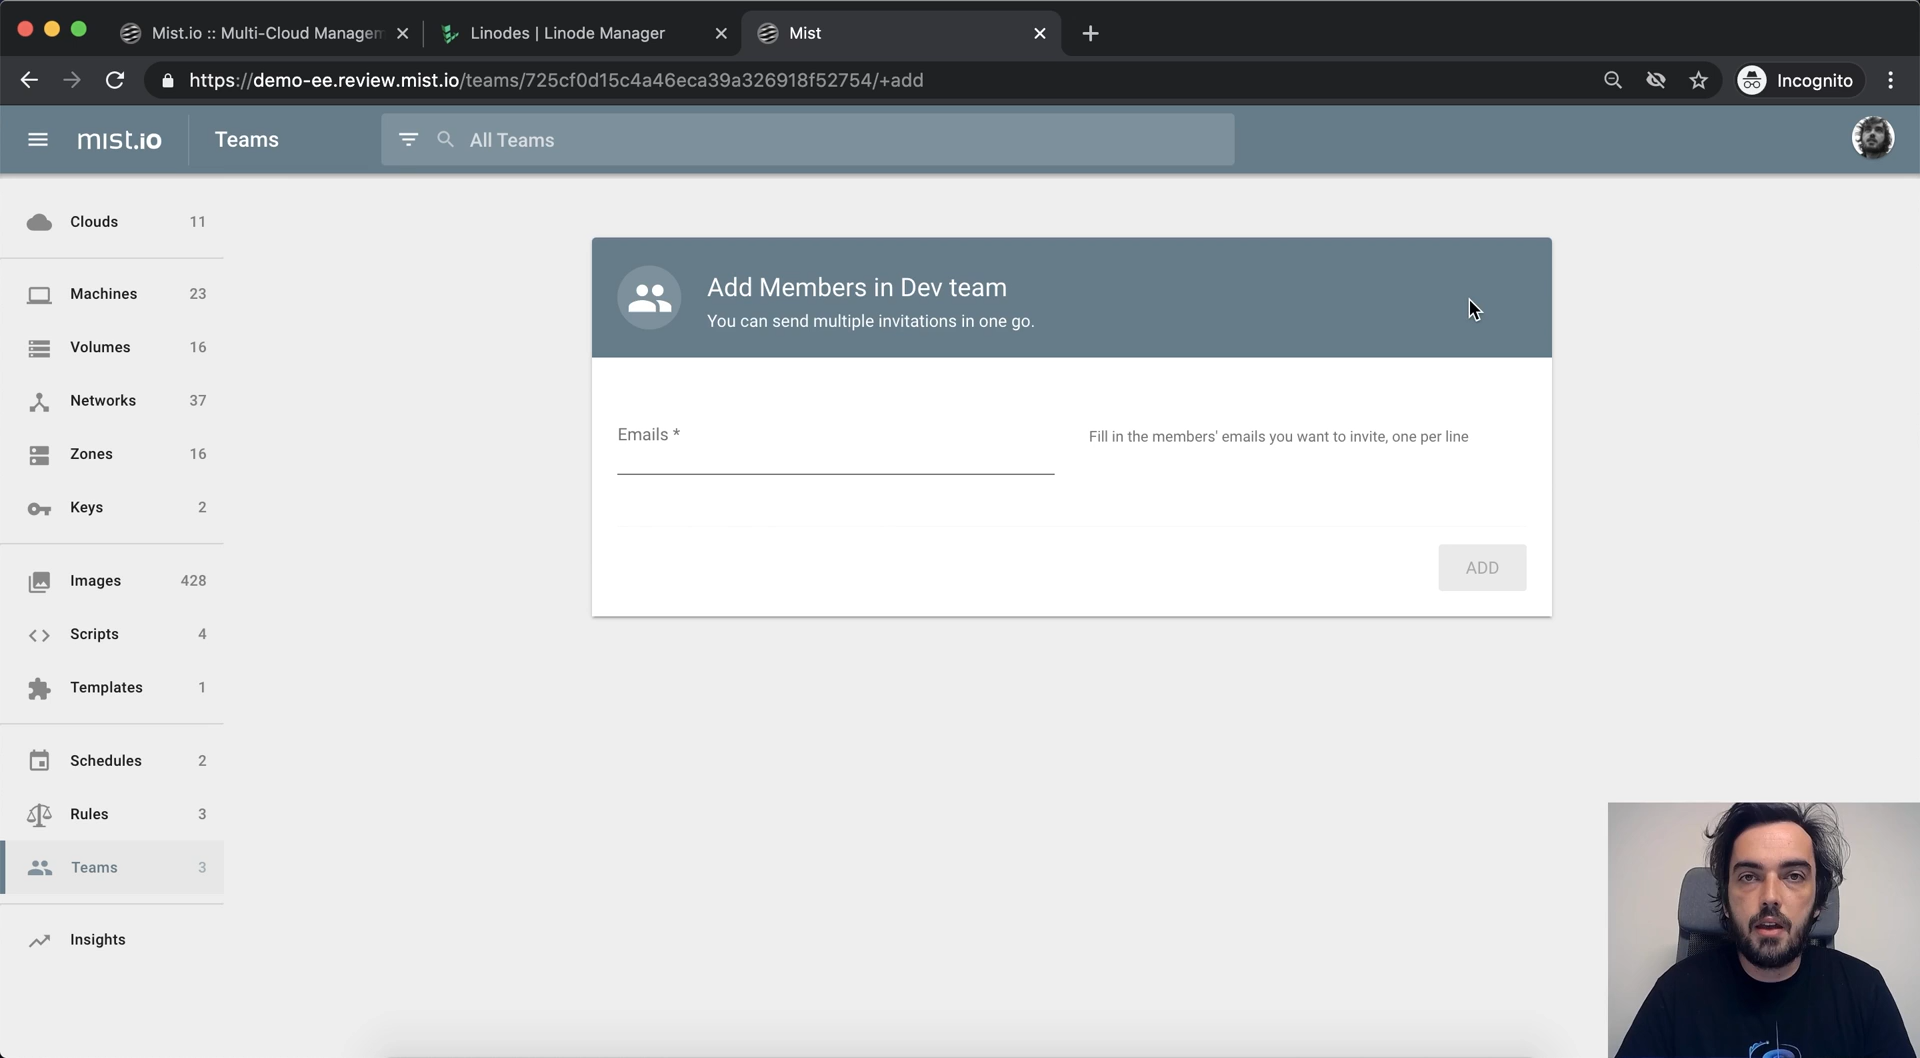 Mist.io :: Multi-Cloud Managem
Linodes | Linode Manager
Mist
https://demo-ee.review.mist.io/teams/725cf0d15c4a46eca39a326918f52754/+add
Incognito
mist.io
Teams
All Teams
Clouds 11
Machines 23
Volumes 16
Networks 37
Zones 16
Keys 2
Images 428
Scripts 4
Templates 1
Schedules 2
Rules 3
Teams 3
Insights
Add Members in Dev team
You can send multiple invitations in one go.
Emails *
Fill in the members' emails you want to invite, one per line
ADD